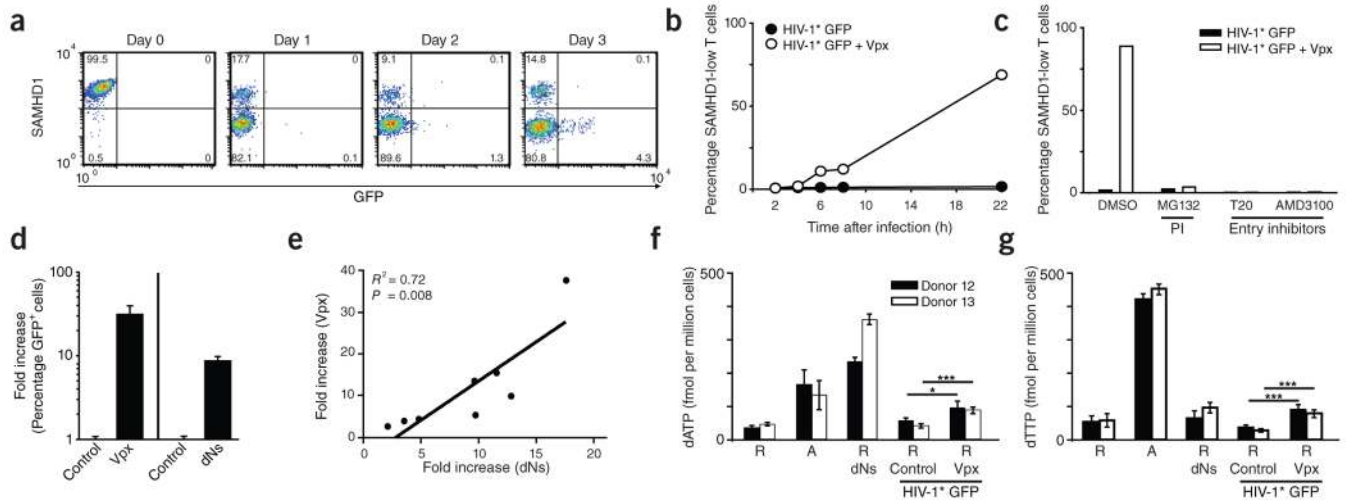 a
Day 0
Day 1
Day 2
Day 3
SAMHD1
10⁴
10⁰
99.5
0
0.5
0
17.7
0
82.1
0.1
9.1
0.1
89.6
1.3
14.8
0.1
80.8
4.3
10⁰
10⁴
GFP
b
HIV-1* GFP
HIV-1* GFP + Vpx
Percentage SAMHD1-low T cells
100
75
50
25
0
2
6
10
14
18
22
Time after infection (h)
c
HIV-1* GFP
HIV-1* GFP + Vpx
Percentage SAMHD1-low T cells
100
50
0
DMSO
MG132
T20
AMD3100
PI
Entry inhibitors
d
Fold increase
(Percentage GFP⁺ cells)
100
10
1
Control
Vpx
Control
dNs
e
R² = 0.72
P = 0.008
Fold increase (Vpx)
40
30
20
10
0
0
5
10
15
20
Fold increase (dNs)
f
Donor 12
Donor 13
dATP (fmol per million cells)
500
0
***
*
R
A
R
R
R
dNs
Control
Vpx
HIV-1* GFP
g
dTTP (fmol per million cells)
500
0
***
***
R
A
R
R
R
dNs
Control
Vpx
HIV-1* GFP